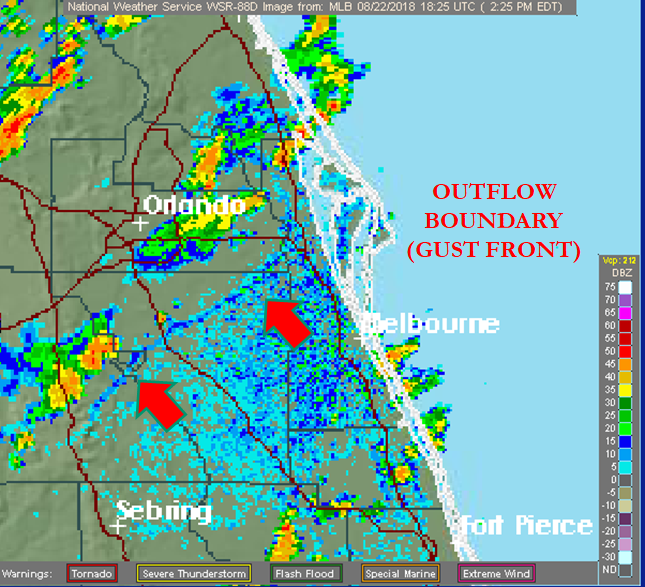 National Weather Service WSR-88D Image from: MLB 08/22/2018 18:25 UTC ( 2:25 PM EDT)
Orlando
OUTFLOW
BOUNDARY
(GUST FRONT)
Vcp: 212
DBZ
75
70
65
60
55
50
45
40
35
30
25
20
15
10
5
0
-5
-10
-15
-20
-25
-30
ND
Melbourne
Sebring
Fort Pierce
Warnings:
Tornado
Severe Thunderstorm
Flash Flood
Special Marine
Extreme Wind